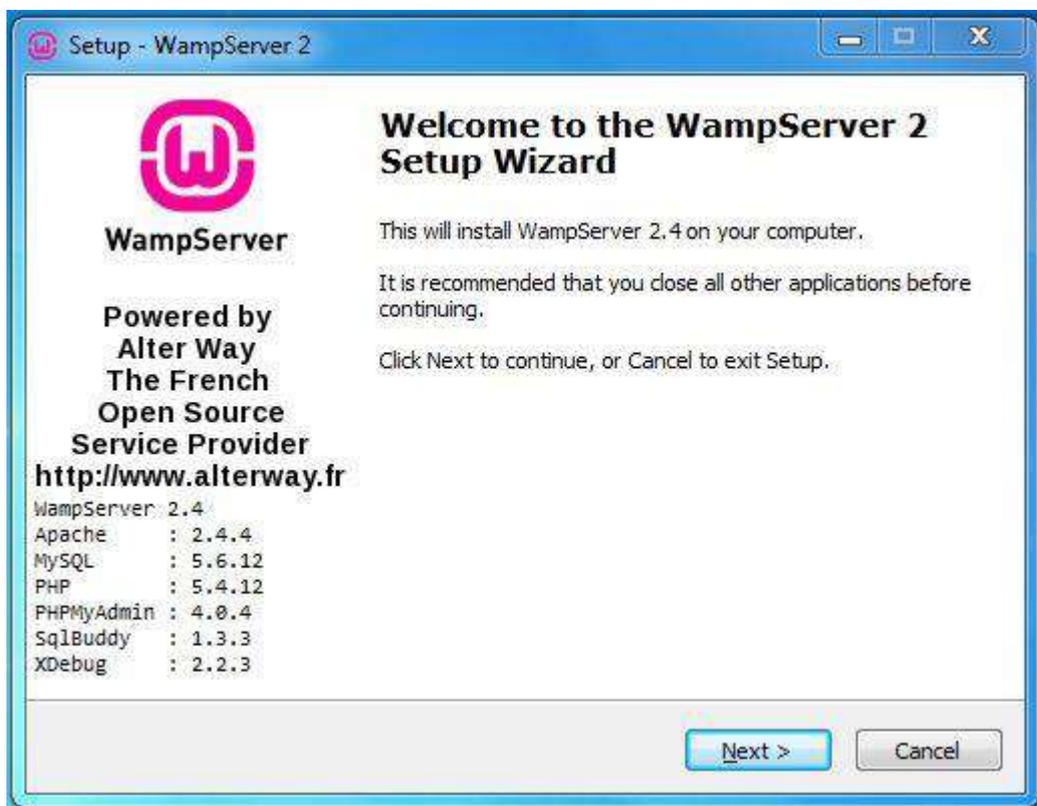 Setup - WampServer 2
WampServer
Powered by
Alter Way
The French
Open Source
Service Provider
http://www.alterway.fr
WampServer 2.4
Apache : 2.4.4
MySQL : 5.6.12
PHP : 5.4.12
PHPMyAdmin : 4.0.4
SqlBuddy : 1.3.3
XDebug : 2.2.3
Welcome to the WampServer 2
Setup Wizard
This will install WampServer 2.4 on your computer.
It is recommended that you close all other applications before
continuing.
Click Next to continue, or Cancel to exit Setup.
Next >
Cancel